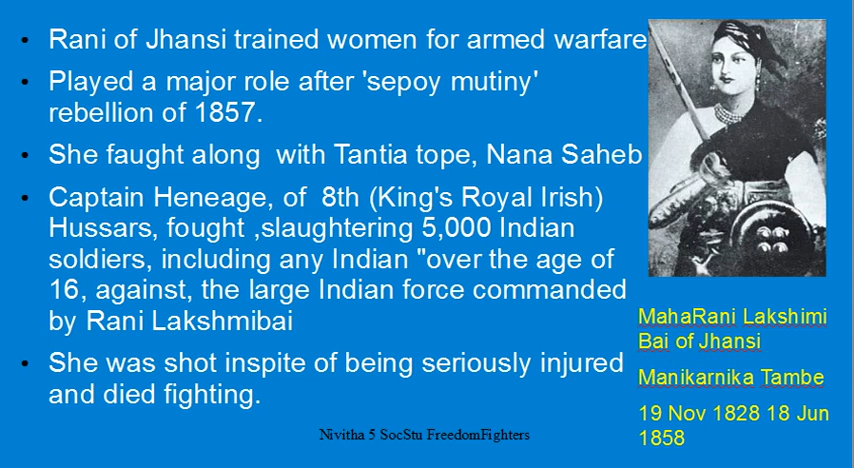 Rani of Jhansi trained women for armed warfare
Played a major role after 'sepoy mutiny'
rebellion of 1857.
She faught along  with Tantia tope, Nana Saheb
Captain Heneage, of  8th (King's Royal Irish)
Hussars, fought ,slaughtering 5,000 Indian
soldiers, including any Indian "over the age of
16, against, the large Indian force commanded
by Rani Lakshmibai
She was shot inspite of being seriously injured
and died fighting.
MahaRani Lakshimi
Bai of Jhansi
Manikarnika Tambe
19 Nov 1828 18 Jun
1858
Nivitha 5 SocStu FreedomFighters